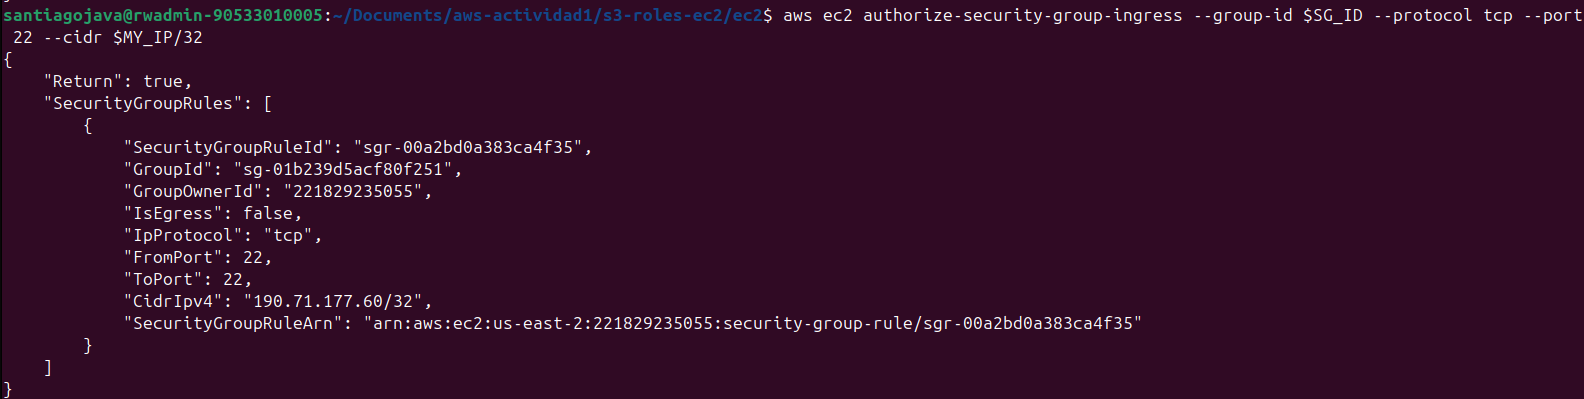 santiagojava@rwadmin-90533010005:~/Documents/aws-actividad1/s3-roles-ec2/ec2$ aws ec2 authorize-security-group-ingress --group-id $SG_ID --protocol tcp --port
 22 --cidr $MY_IP/32
{
    "Return": true,
    "SecurityGroupRules": [
        {
            "SecurityGroupRuleId": "sgr-00a2bd0a383ca4f35",
            "GroupId": "sg-01b239d5acf80f251",
            "GroupOwnerId": "221829235055",
            "IsEgress": false,
            "IpProtocol": "tcp",
            "FromPort": 22,
            "ToPort": 22,
            "CidrIpv4": "190.71.177.60/32",
            "SecurityGroupRuleArn": "arn:aws:ec2:us-east-2:221829235055:security-group-rule/sgr-00a2bd0a383ca4f35"
        }
    ]
}